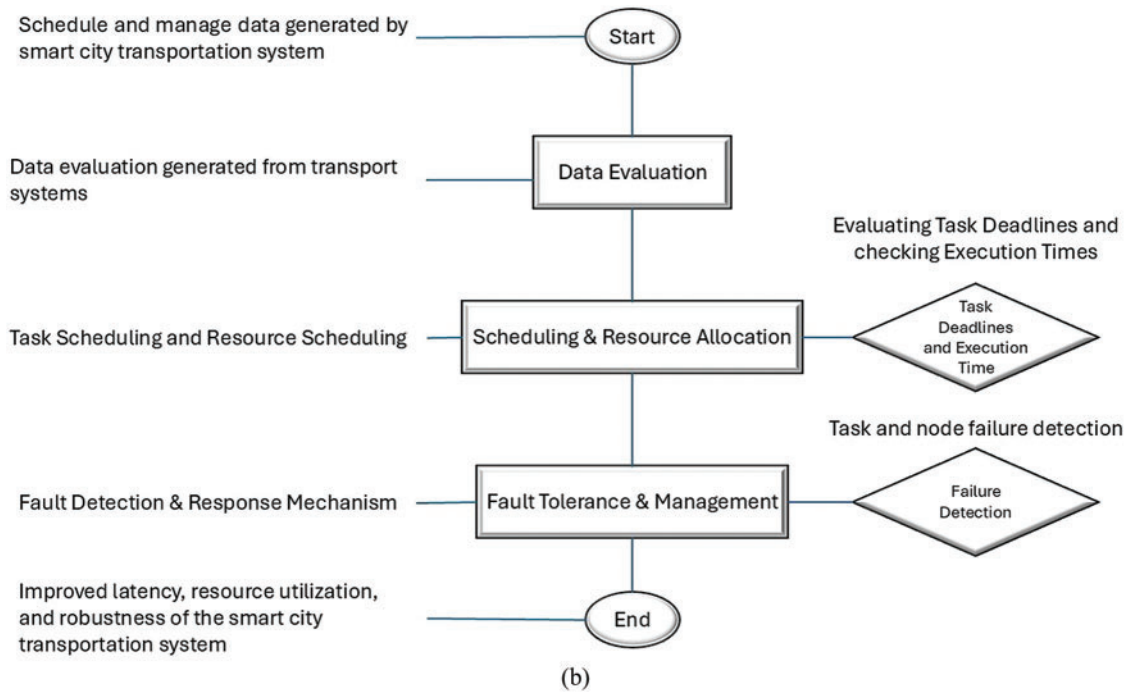 Schedule and manage data generated by
smart city transportation system
Start
Data evaluation generated from transport
systems
Data Evaluation
Evaluating Task Deadlines and
checking Execution Times
Task Scheduling and Resource Scheduling
Scheduling & Resource Allocation
Task
Deadlines
and Execution
Time
Task and node failure detection
Fault Detection & Response Mechanism
Fault Tolerance & Management
Failure
Detection
Improved latency, resource utilization,
and robustness of the smart city
transportation system
End
(b)